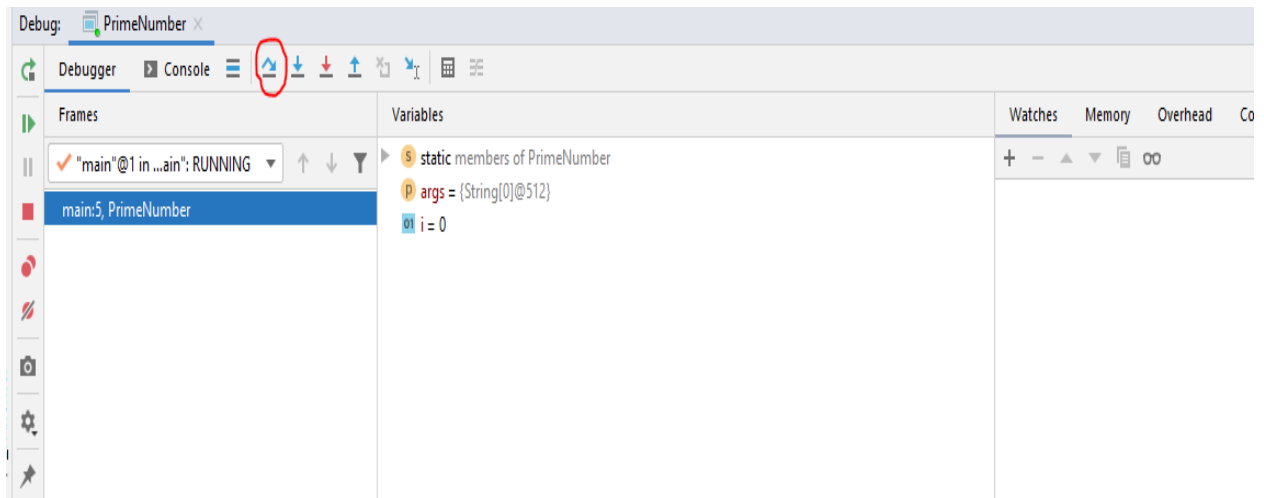 Debug: PrimeNumber
Debugger Console
Frames Variables Watches Memory Overhead Co
"main"@1 in ...ain": RUNNING
static members of PrimeNumber
args = {String[0]@512}
main:5, PrimeNumber
i = 0